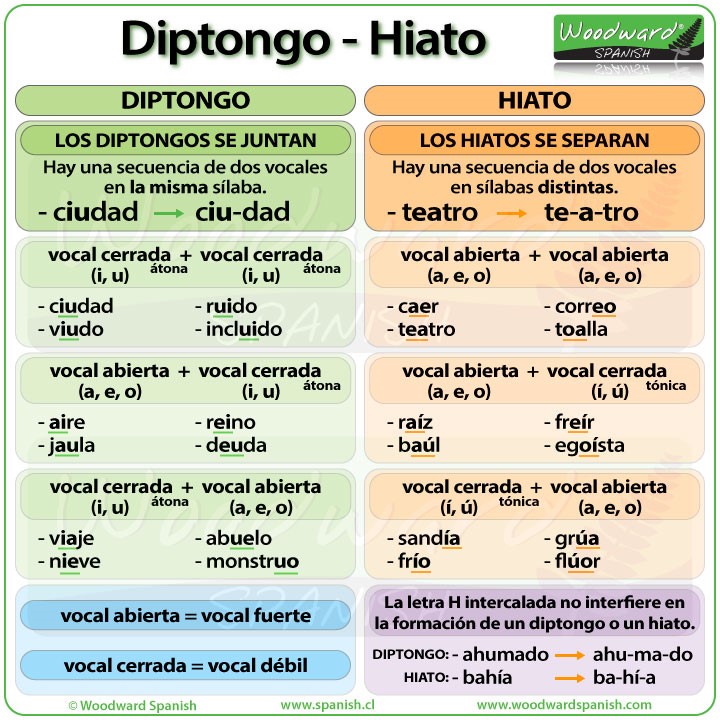 Diptongo - Hiato
Woodward®
SPANISH
DIPTONGO
LOS DIPTONGOS SE JUNTAN
Hay una secuencia de dos vocales
en la misma sílaba.
- ciudad → ciu-dad
vocal cerrada + vocal cerrada
(i, u) átona (i, u) átona
- ciudad - ruido
- viudo - incluido
vocal abierta + vocal cerrada
(a, e, o) (i, u) átona
- aire - reino
- jaula - deuda
vocal cerrada + vocal abierta
(i, u) átona (a, e, o)
- viaje - abuelo
- nieve - monstruo
vocal abierta = vocal fuerte
vocal cerrada = vocal débil
HIATO
LOS HIATOS SE SEPARAN
Hay una secuencia de dos vocales
en sílabas distintas.
- teatro → te-a-tro
vocal abierta + vocal abierta
(a, e, o) (a, e, o)
- caer - correo
- teatro - toalla
vocal abierta + vocal cerrada
(a, e, o) (í, ú) tónica
- raíz - freír
- baúl - egoísta
vocal cerrada + vocal abierta
(í, ú) tónica (a, e, o)
- sandía - grúa
- frío - flúor
La letra H intercalada no interfiere en
la formación de un diptongo o un hiato.
DIPTONGO: - ahumado → ahu-ma-do
HIATO: - bahía → ba-hí-a
© Woodward Spanish www.spanish.cl www.woodwardspanish.com
Woodward
SPANISH
Woodward
SPANISH